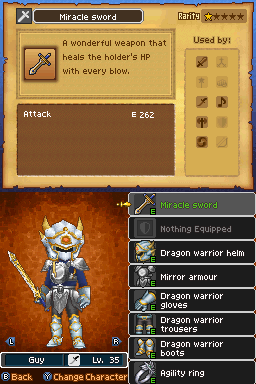 Miracle sword
Rarity
A wonderful weapon that
heals the holder's HP
with every blow.
Used by:
Attack
E 262
E Miracle sword
Nothing Equipped
E Dragon warrior helm
E Mirror armour
E Dragon warrior
gloves
E Dragon warrior
trousers
E Dragon warrior
boots
E Agility ring
L
R
Guy
Lv. 35
B Back
Y Change Character